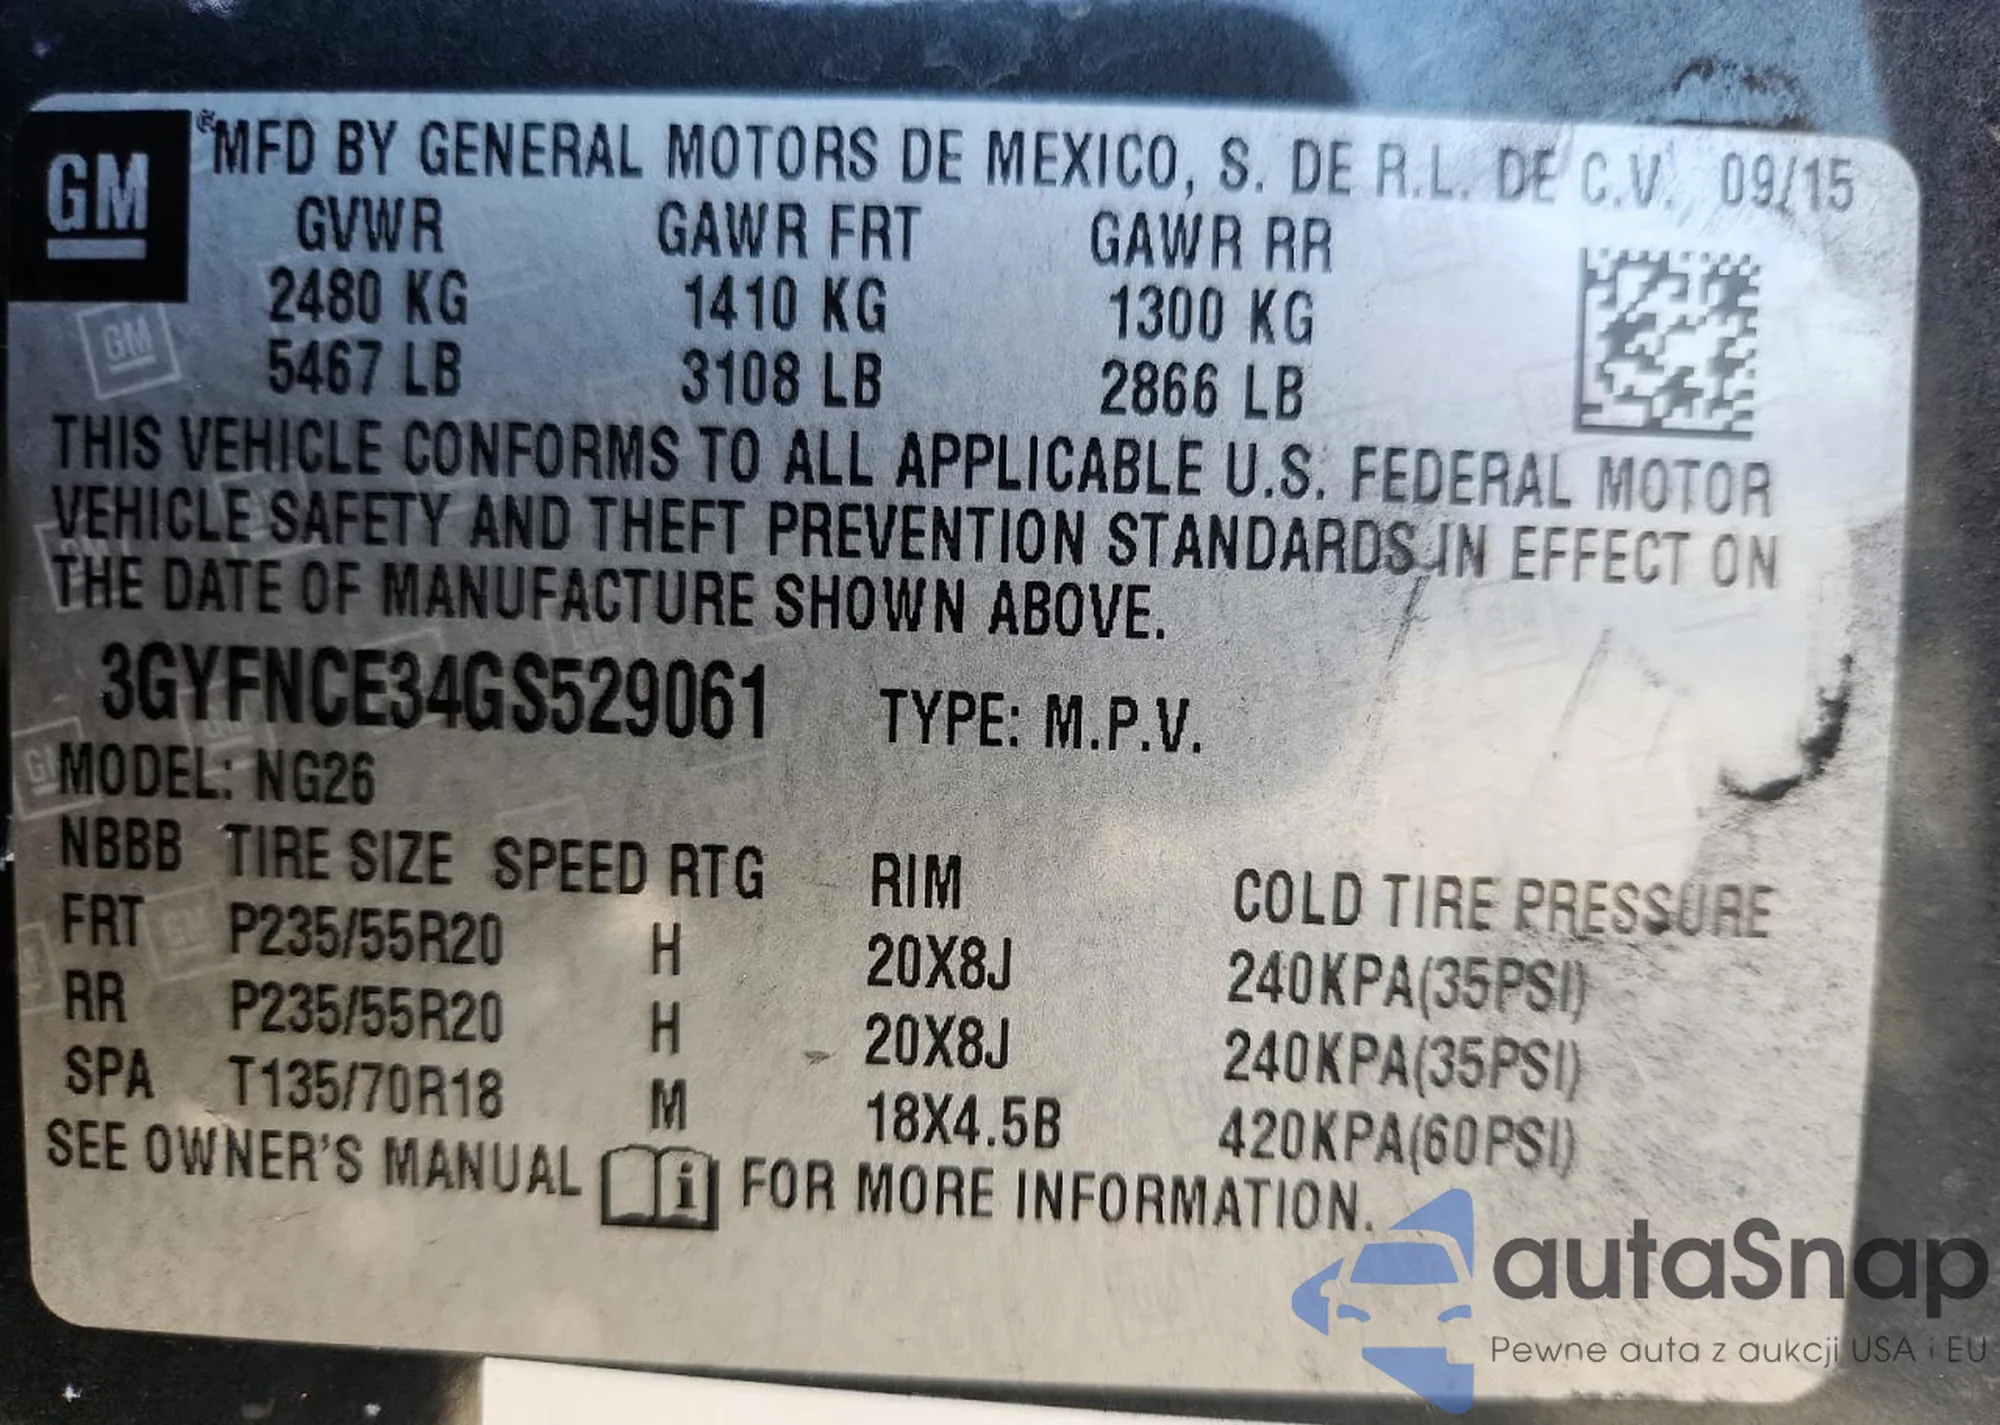 GM
®MFD BY GENERAL MOTORS DE MEXICO, S. DE R.L. DE C.V. 09/15
GVWR GAWR FRT GAWR RR
2480 KG 1410 KG 1300 KG
5467 LB 3108 LB 2866 LB
THIS VEHICLE CONFORMS TO ALL APPLICABLE U.S. FEDERAL MOTOR
VEHICLE SAFETY AND THEFT PREVENTION STANDARDS IN EFFECT ON
THE DATE OF MANUFACTURE SHOWN ABOVE.
3GYFNCE34GS529061 TYPE: M.P.V.
MODEL: NG26
NBBB TIRE SIZE SPEED RTG RIM COLD TIRE PRESSURE
FRT P235/55R20 H 20X8J 240KPA(35PSI)
RR P235/55R20 H 20X8J 240KPA(35PSI)
SPA T135/70R18 M 18X4.5B 420KPA(60PSI)
SEE OWNER'S MANUAL i FOR MORE INFORMATION.
autaSnap
Pewne auta z aukcji USA i EU